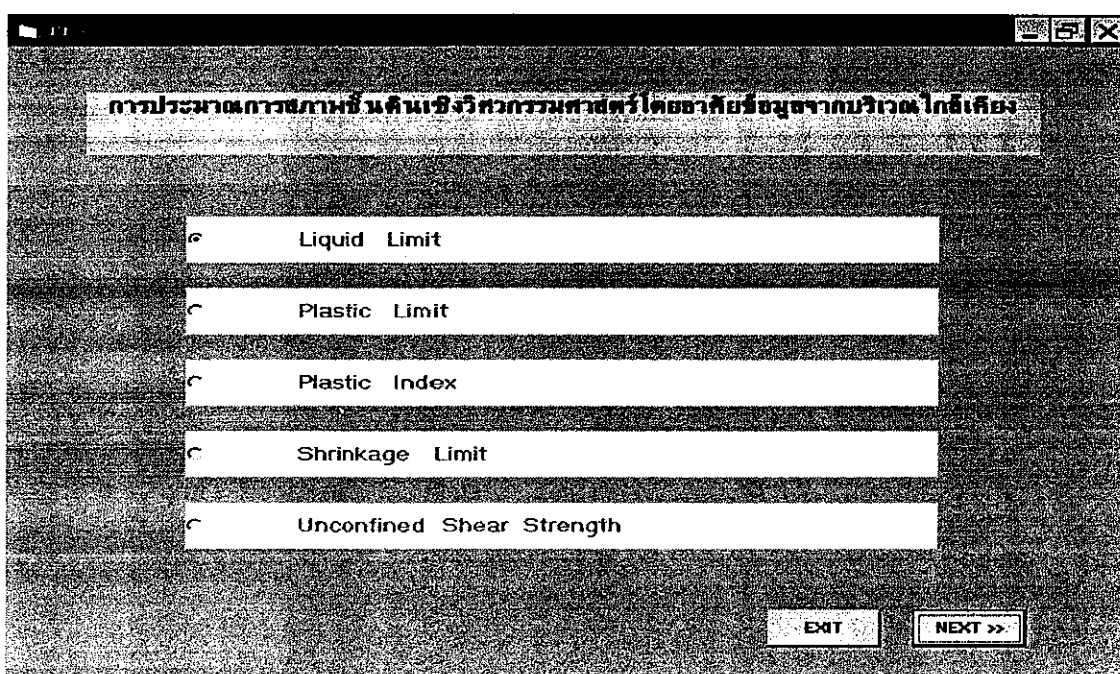 การประมาณการสภาพชั้นดินเชิงวิศวกรรมศาสตร์โดยอาศัยข้อมูลจากบริเวณใกล้เคียง
Liquid Limit
Plastic Limit
Plastic Index
Shrinkage Limit
Unconfined Shear Strength
EXIT
NEXT >>